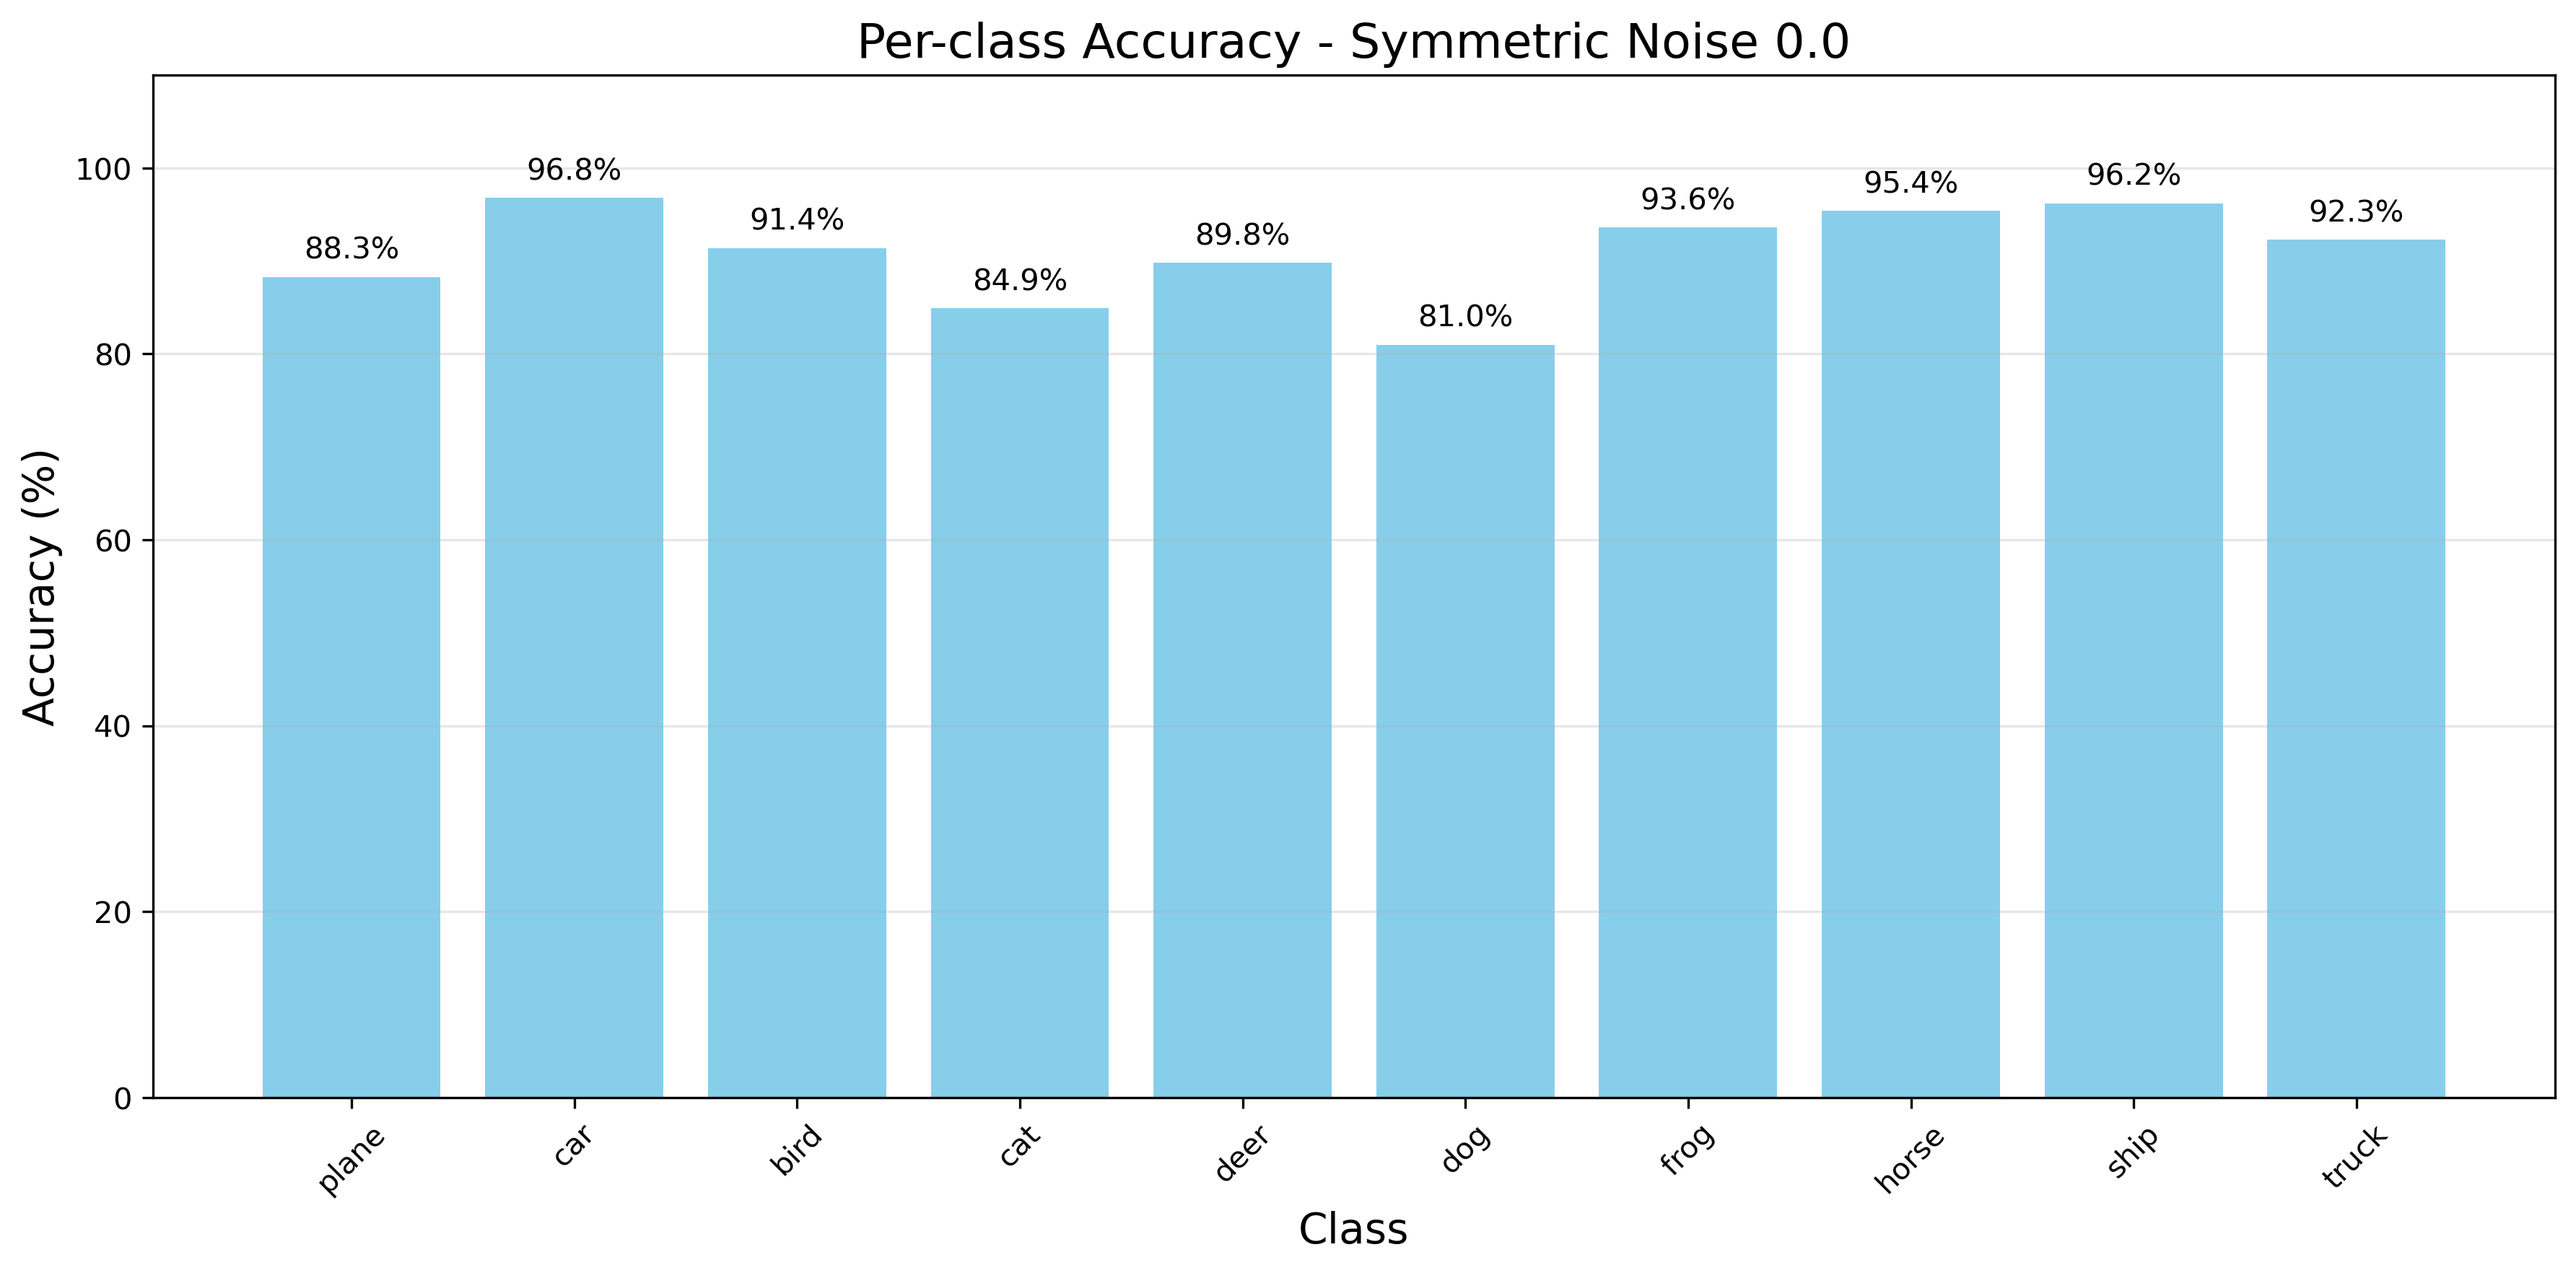 Per-class Accuracy - Symmetric Noise 0.0
Accuracy (%)
100
80
60
40
20
0
88.3%
96.8%
91.4%
84.9%
89.8%
81.0%
93.6%
95.4%
96.2%
92.3%
plane
car
bird
cat
deer
dog
frog
horse
ship
truck
Class